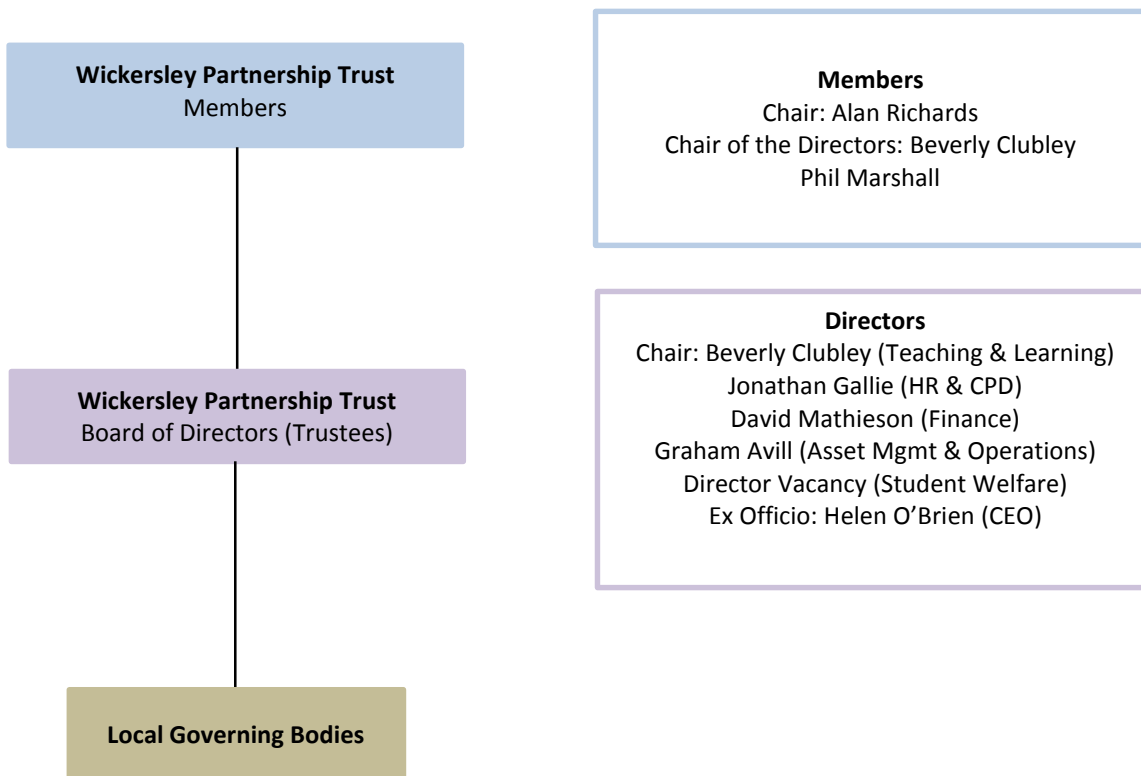 Wickersley Partnership Trust
Members
Members
Chair: Alan Richards
Chair of the Directors: Beverly Clubley
Phil Marshall
Wickersley Partnership Trust
Board of Directors (Trustees)
Directors
Chair: Beverly Clubley (Teaching & Learning)
Jonathan Gallie (HR & CPD)
David Mathieson (Finance)
Graham Avill (Asset Mgmt & Operations)
Director Vacancy (Student Welfare)
Ex Officio: Helen O’Brien (CEO)
Local Governing Bodies